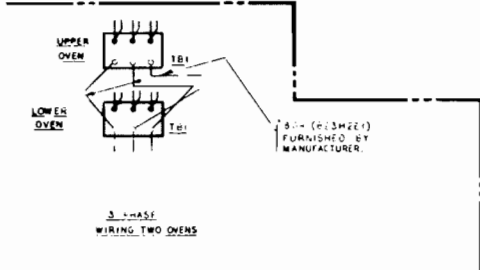 UPPER
OVEN
TB1
LOWER
OVEN
TB1
FURNISHED BY
MANUFACTURER.
3 PHASE
WIRING TWO OVENS